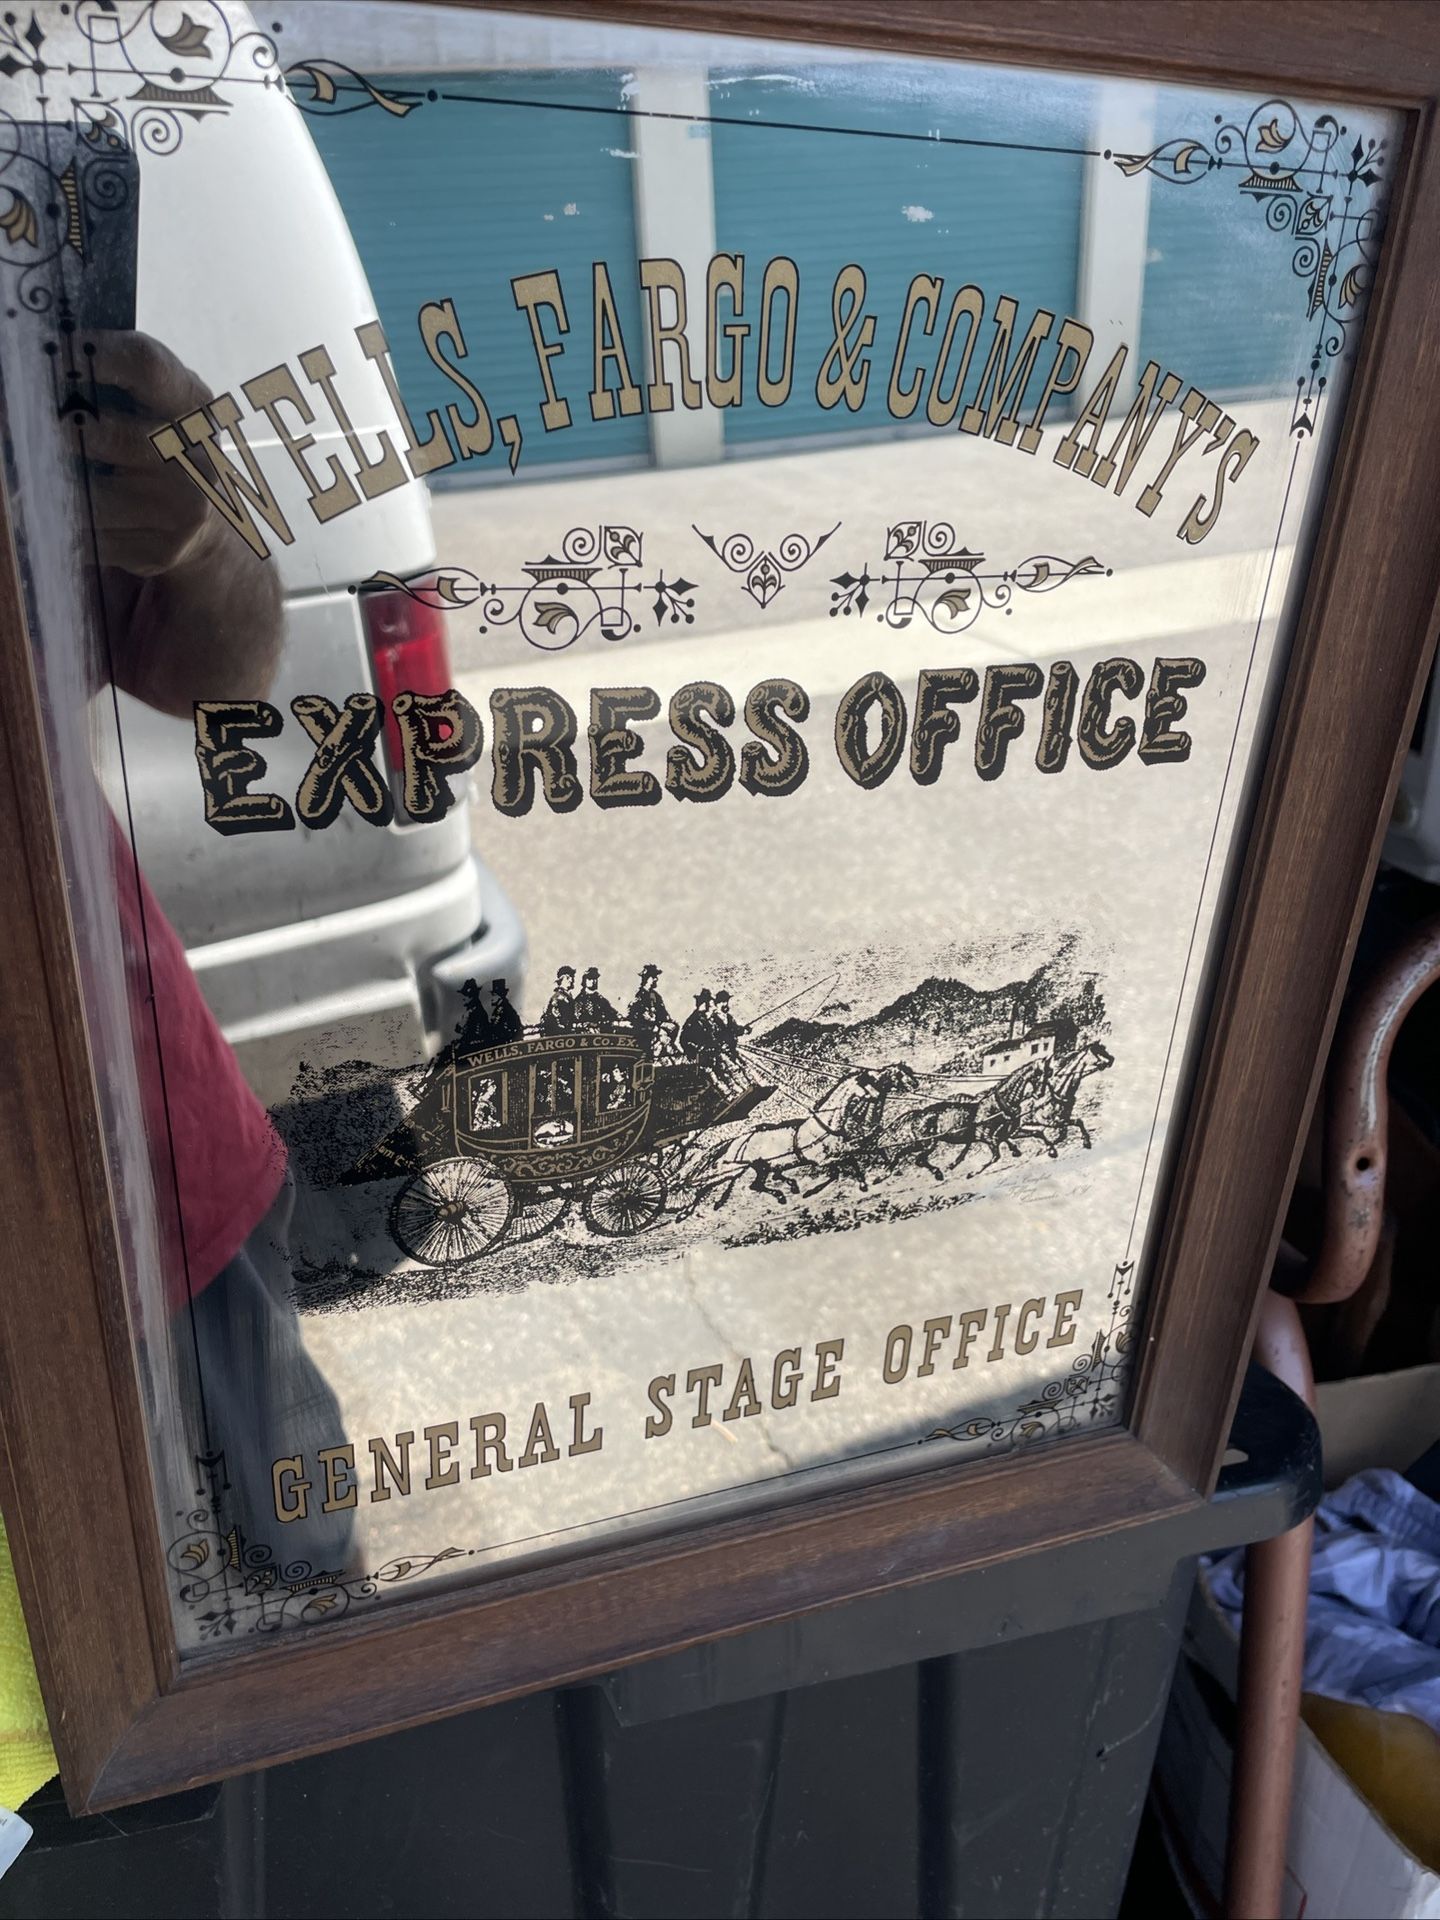 WELLS, FARGO & COMPANY'S
EXPRESS OFFICE
WELLS, FARGO & Co. EX.
GENERAL STAGE OFFICE